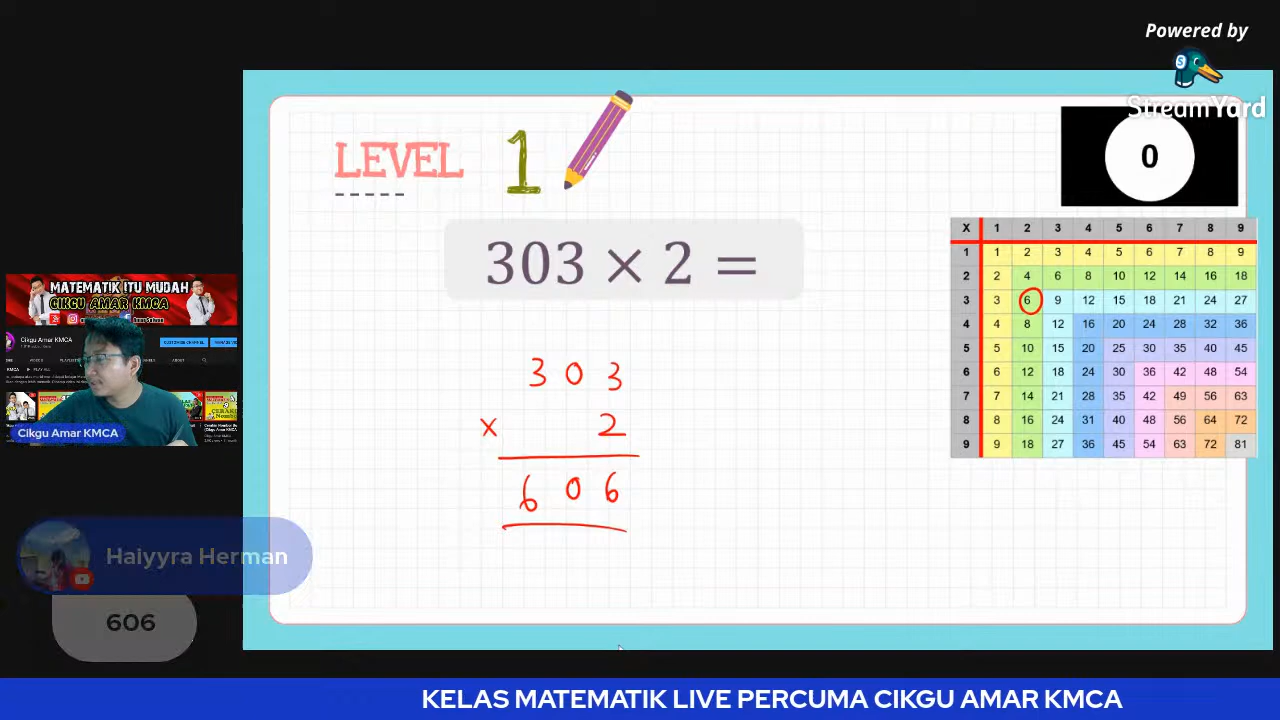 Powered by
StreamYard
LEVEL 1
0
303 × 2 =
X 1 2 3 4 5 6 7 8 9
1 1 2 3 4 5 6 7 8 9
2 2 4 6 8 10 12 14 16 18
3 3 6 9 12 15 18 21 24 27
4 4 8 12 16 20 24 28 32 36
5 5 10 15 20 25 30 35 40 45
6 6 12 18 24 30 36 42 48 54
7 7 14 21 28 35 42 49 56 63
8 8 16 24 31 40 48 56 64 72
9 9 18 27 36 45 54 63 72 81
303
× 2
606
MATEMATIK ITU MUDAH
CIKGU AMAR KMCA
Cikgu Amar KMCA
Cikgu Amar KMCA
Haiyyra Herman
606
KELAS MATEMATIK LIVE PERCUMA CIKGU AMAR KMCA